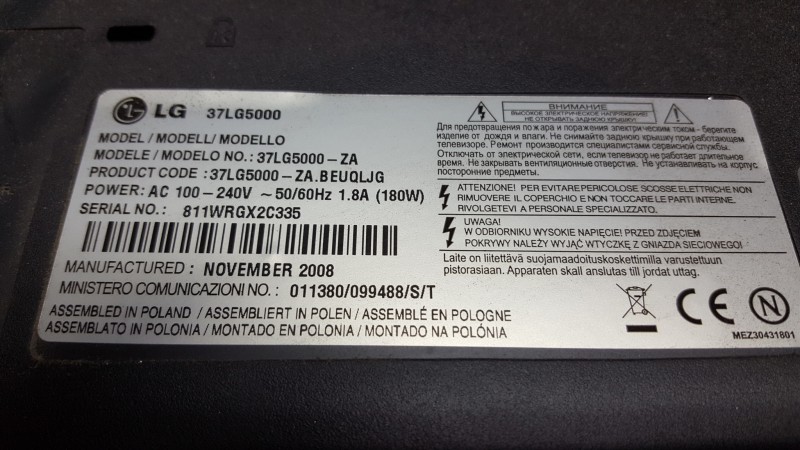 LG 37LG5000
MODEL / MODELL/ MODELLO
MODELE / MODELO NO.: 37LG5000-ZA
PRODUCT CODE : 37LG5000-ZA.BEUQLJG
POWER: AC 100-240V ~50/60Hz 1.8A (180W)
SERIAL NO.: 811WRGX2C335
MANUFACTURED : NOVEMBER 2008
MINISTERO COMUNICAZIONI NO. : 011380/099488/S/T
ASSEMBLED IN POLAND / ASSEMBLIERT IN POLEN / ASSEMBLÉ EN POLOGNE
ASSEMBLATO IN POLONIA / MONTADO EN POLONIA / MONTADO NA POLÓNIA
ВНИМАНИЕ
ВЫСОКОЕ ЭЛЕКТРИЧЕСКОЕ НАПРЯЖЕНИЕ!
НЕ ОТКРЫВАТЬ ЗАДНЮЮ КРЫШКУ!
Для предотвращения пожара и поражения электрическим током - берегите
изделие от дождя и влаги. Не снимайте заднюю крышку при работающем
телевизоре. Ремонт производится специалистами сервисной службы.
Отключать от электрической сети, если телевизор не работает длительное
время. Не закрывать вентиляционные отверстия. Не устанавливать на корпус
посторонние предметы.
ATTENZIONE! PER EVITARE PERICOLOSE SCOSSE ELETTRICHE NON
RIMUOVERE IL COPERCHIO E NON TOCCARE LE PARTI INTERNE.
RIVOLGETEVI A PERSONALE SPECIALIZZATO.
UWAGA!
W ODBIORNIKU WYSOKIE NAPIĘCIE! PRZED ZDJĘCIEM
POKRYWY NALEŻY WYJĄĆ WTYCZKĘ Z GNIAZDA SIECIOWEGO!
Laite on liitettävä suojamaadoituskoskettimilla varustettuun
pistorasiaan. Apparaten skall anslutas till jordat uttag.
CE N
MEZ30431801